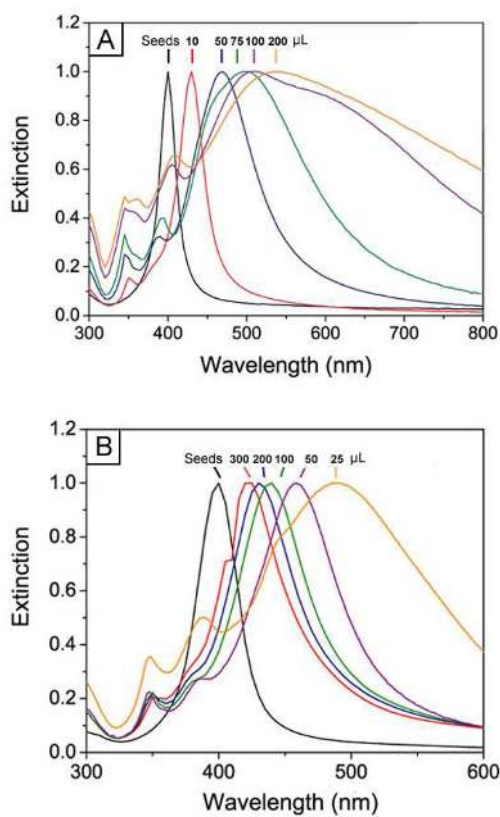 A
Seeds 10 50 75 100 200 µL
1.2
1.0
0.8
0.6
0.4
0.2
0.0
Extinction
300 400 500 600 700 800
Wavelength (nm)
B
Seeds 300 200 100 50 25 µL
1.2
1.0
0.8
0.6
0.4
0.2
0.0
Extinction
300 400 500 600
Wavelength (nm)